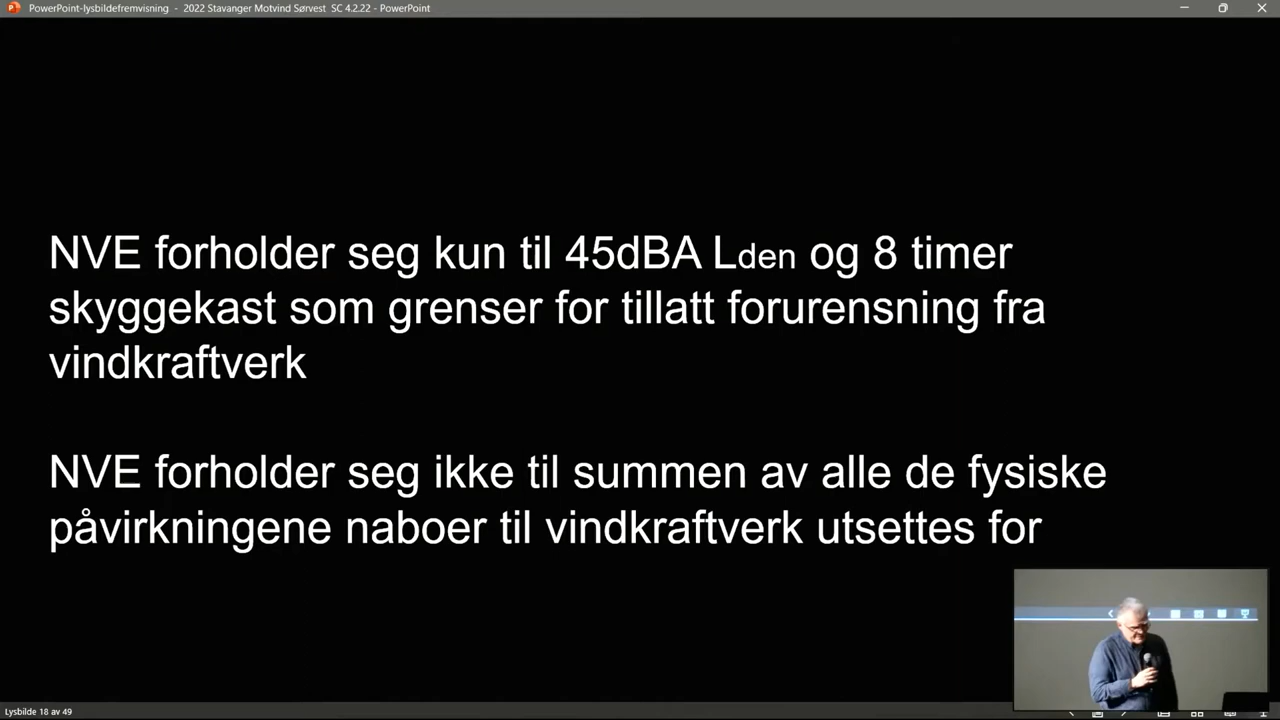 PowerPoint-lysbildefremvisning - 2022 Stavanger Motvind Sørvest SC 4.2.22 - PowerPoint
NVE forholder seg kun til 45dBA Lden og 8 timer
skyggekast som grenser for tillatt forurensning fra
vindkraftverk
NVE forholder seg ikke til summen av alle de fysiske
påvirkningene naboer til vindkraftverk utsettes for
Lysbilde 18 av 49